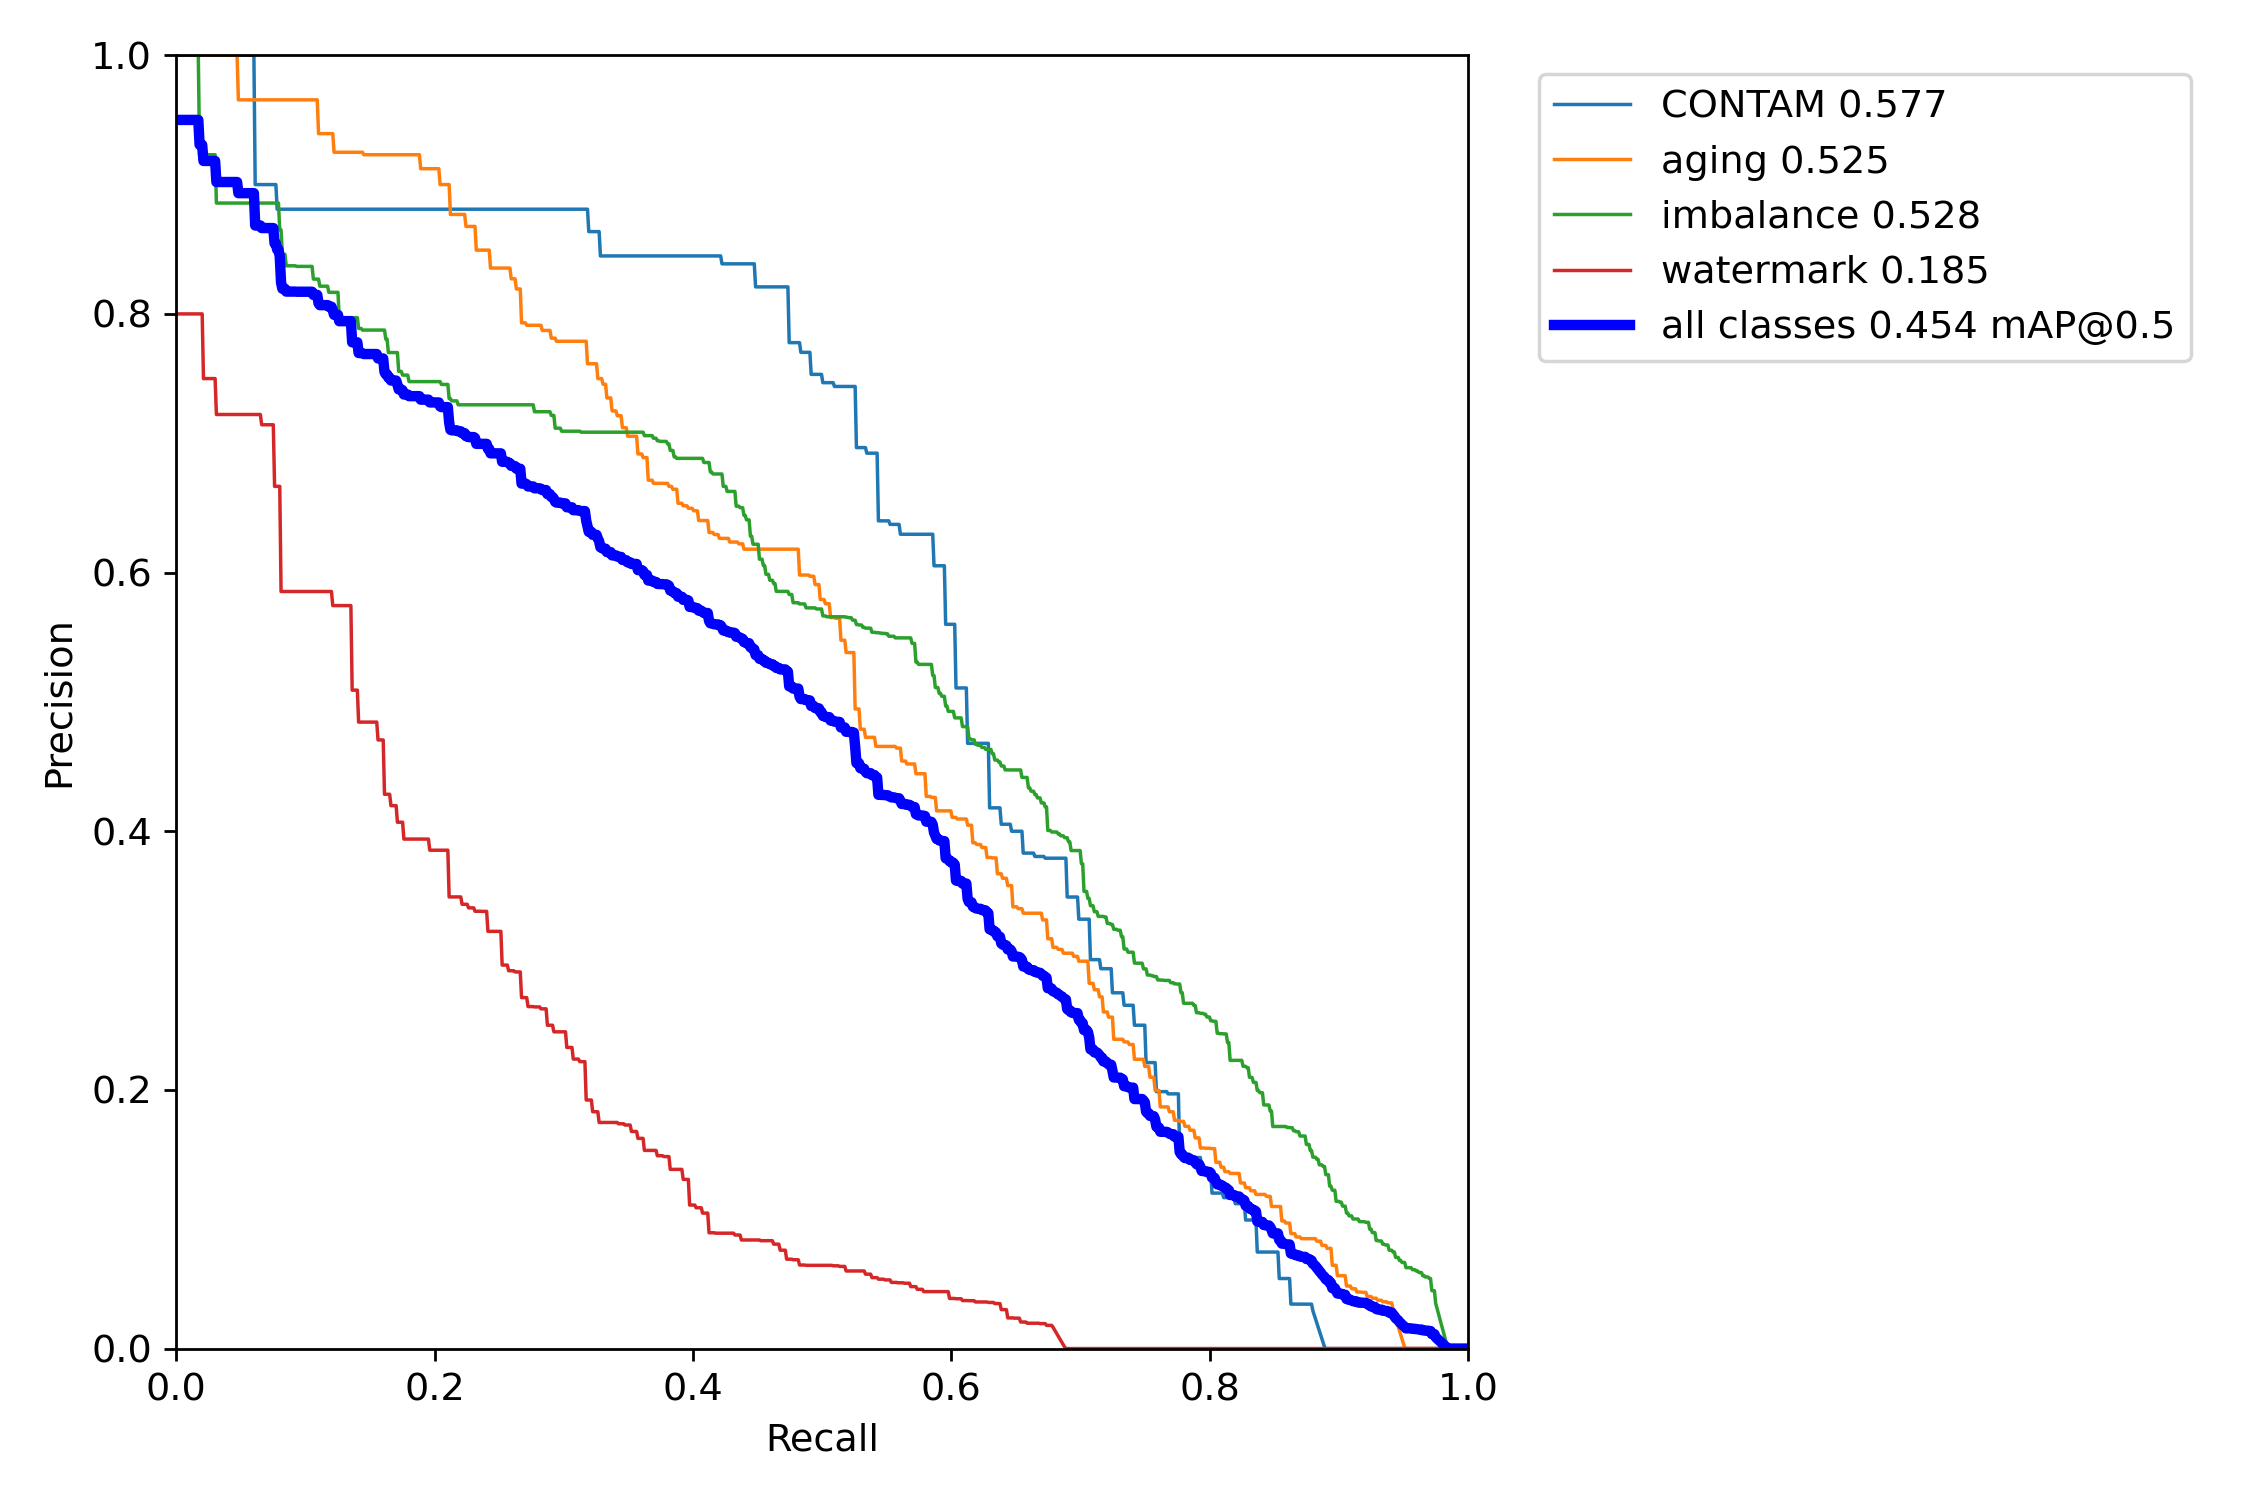 1.0
0.8
0.6
0.4
0.2
0.0
0.0 0.2 0.4 0.6 0.8 1.0
Precision
Recall
CONTAM 0.577
aging 0.525
imbalance 0.528
watermark 0.185
all classes 0.454 mAP@0.5